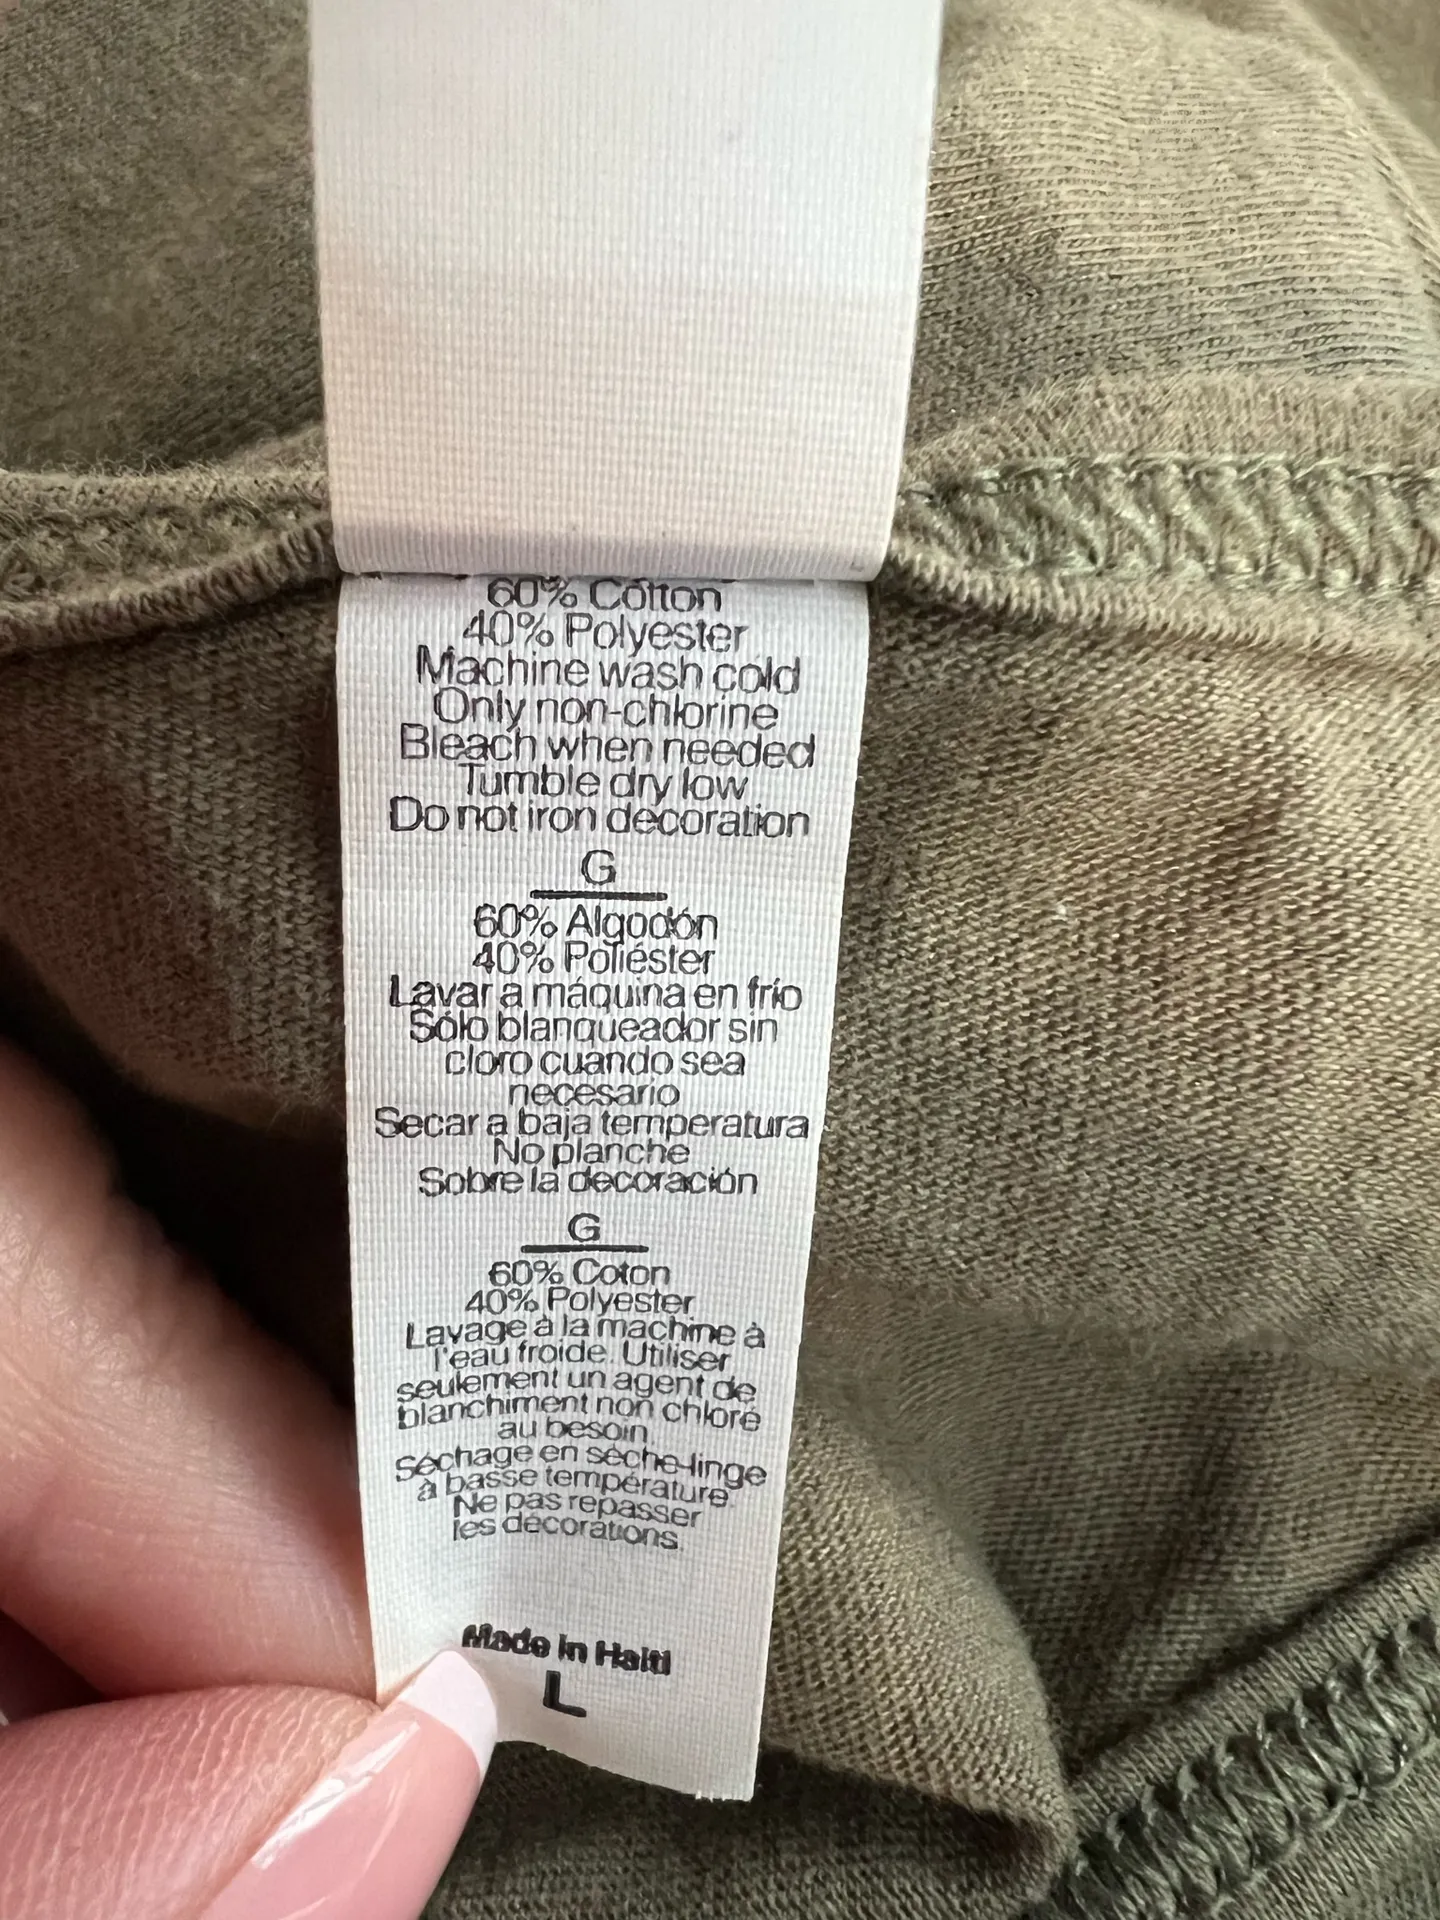 60% Cotton
40% Polyester
Machine wash cold
Only non-chlorine
Bleach when needed
Tumble dry low
Do not iron decoration
G
60% Algodón
40% Poliéster
Lavar a máquina en frío
Sólo blanqueador sin
cloro cuando sea
necesario
Secar a baja temperatura
No planche
Sobre la decoración
G
60% Coton
40% Polyester
Lavage à la machine à
l'eau froide. Utiliser
seulement un agent de
blanchiment non chloré
au besoin.
Séchage en sèche-linge
à basse température.
Ne pas repasser
les décorations.
Made in Haiti
L